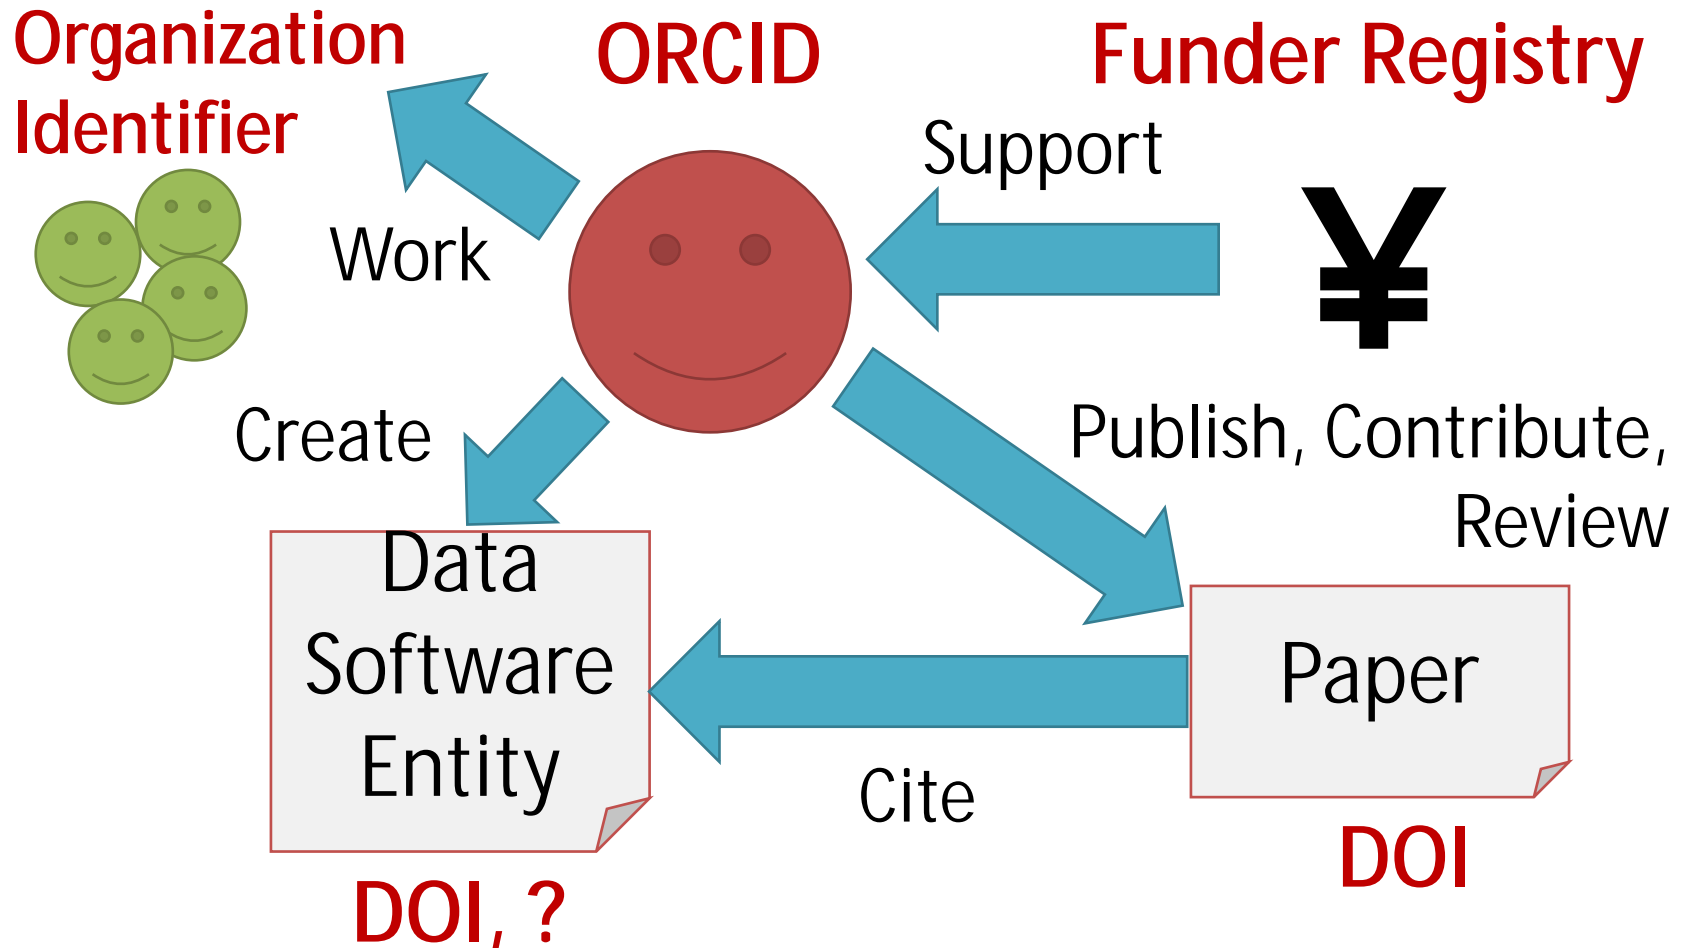 Organization
Identifier
ORCID
Funder Registry
Support
Work
¥
Create
Publish, Contribute,
Review
Data
Software
Entity
Paper
Cite
DOI
DOI, ?